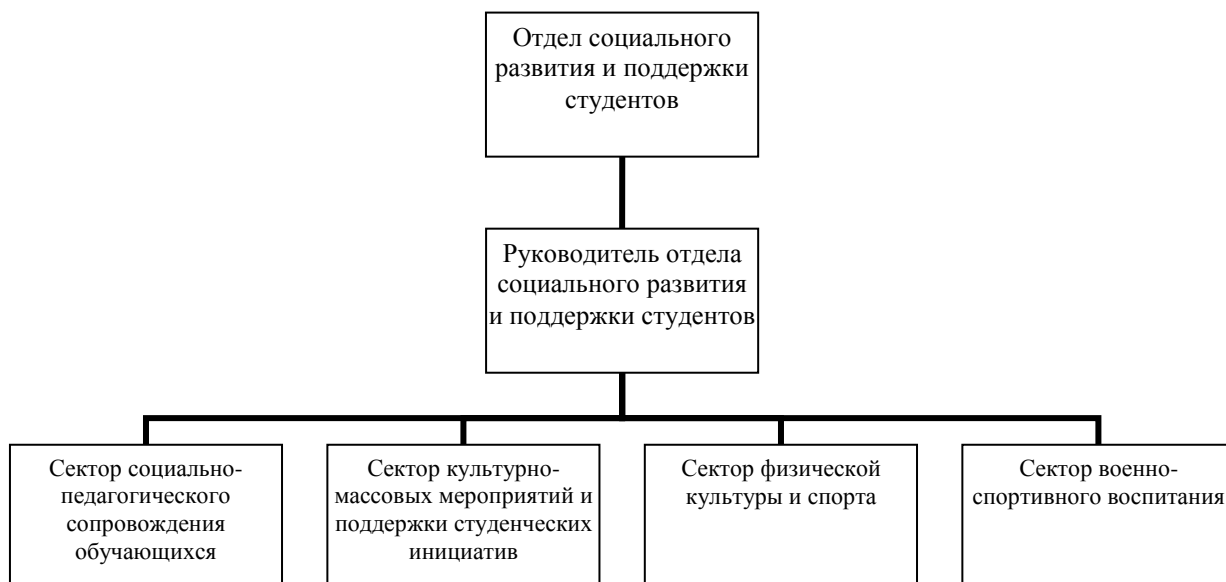 Отдел социального
развития и поддержки
студентов
Руководитель отдела
социального развития
и поддержки студентов
Сектор социально-
педагогического
сопровождения
обучающихся
Сектор культурно-
массовых мероприятий и
поддержки студенческих
инициатив
Сектор физической
культуры и спорта
Сектор военно-
спортивного воспитания